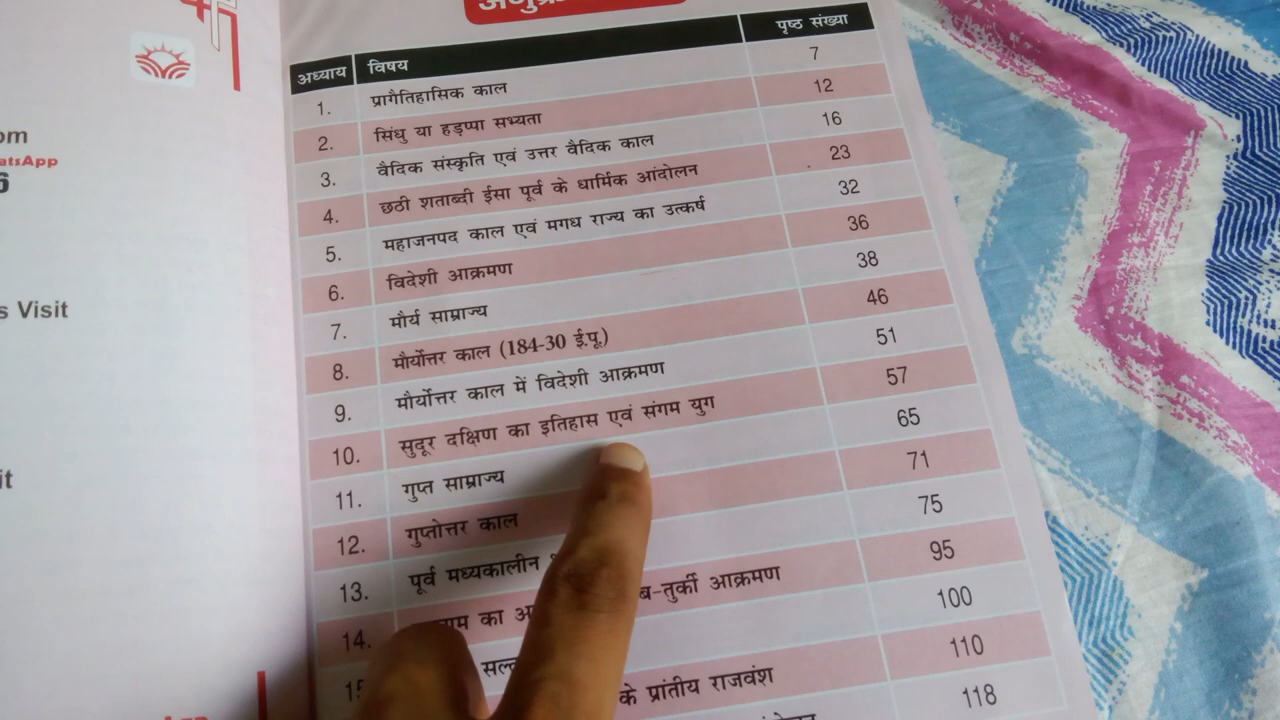 om
atsApp
6
s Visit
it
अध्याय विषय पृष्ठ संख्या
1. प्रागैतिहासिक काल 7
2. सिंधु या हड़प्पा सभ्यता 12
3. वैदिक संस्कृति एवं उत्तर वैदिक काल 16
4. छठी शताब्दी ईसा पूर्व के धार्मिक आंदोलन 23
5. महाजनपद काल एवं मगध राज्य का उत्कर्ष 32
6. विदेशी आक्रमण 36
7. मौर्य साम्राज्य 38
8. मौर्योत्तर काल (184-30 ई.पू.) 46
9. मौर्योत्तर काल में विदेशी आक्रमण 51
10. सुदूर दक्षिण का इतिहास एवं संगम युग 57
11. गुप्त साम्राज्य 65
12. गुप्तोत्तर काल 71
13. पूर्व मध्यकालीन 75
14. का ब-तुर्की आक्रमण 95
100
के प्रांतीय राजवंश 110
118